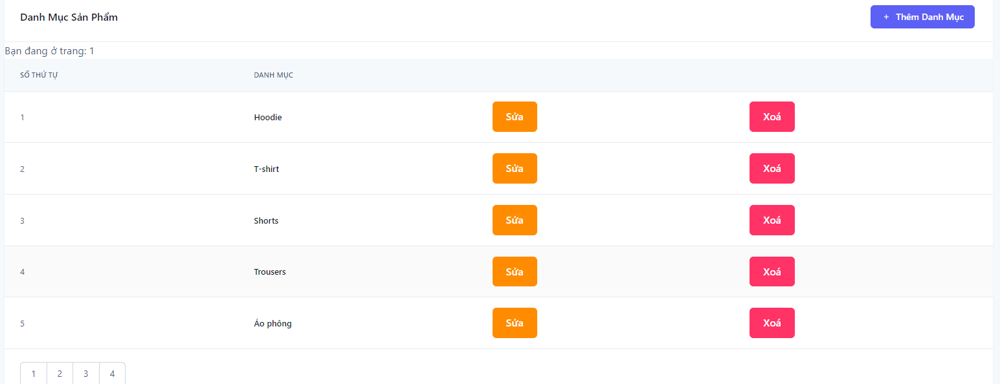 Danh Mục Sản Phẩm
+ Thêm Danh Mục
Bạn đang ở trang: 1
SỐ THỨ TỰ DANH MỤC
1 Hoodie Sửa Xoá
2 T-shirt Sửa Xoá
3 Shorts Sửa Xoá
4 Trousers Sửa Xoá
5 Áo phông Sửa Xoá
1 2 3 4